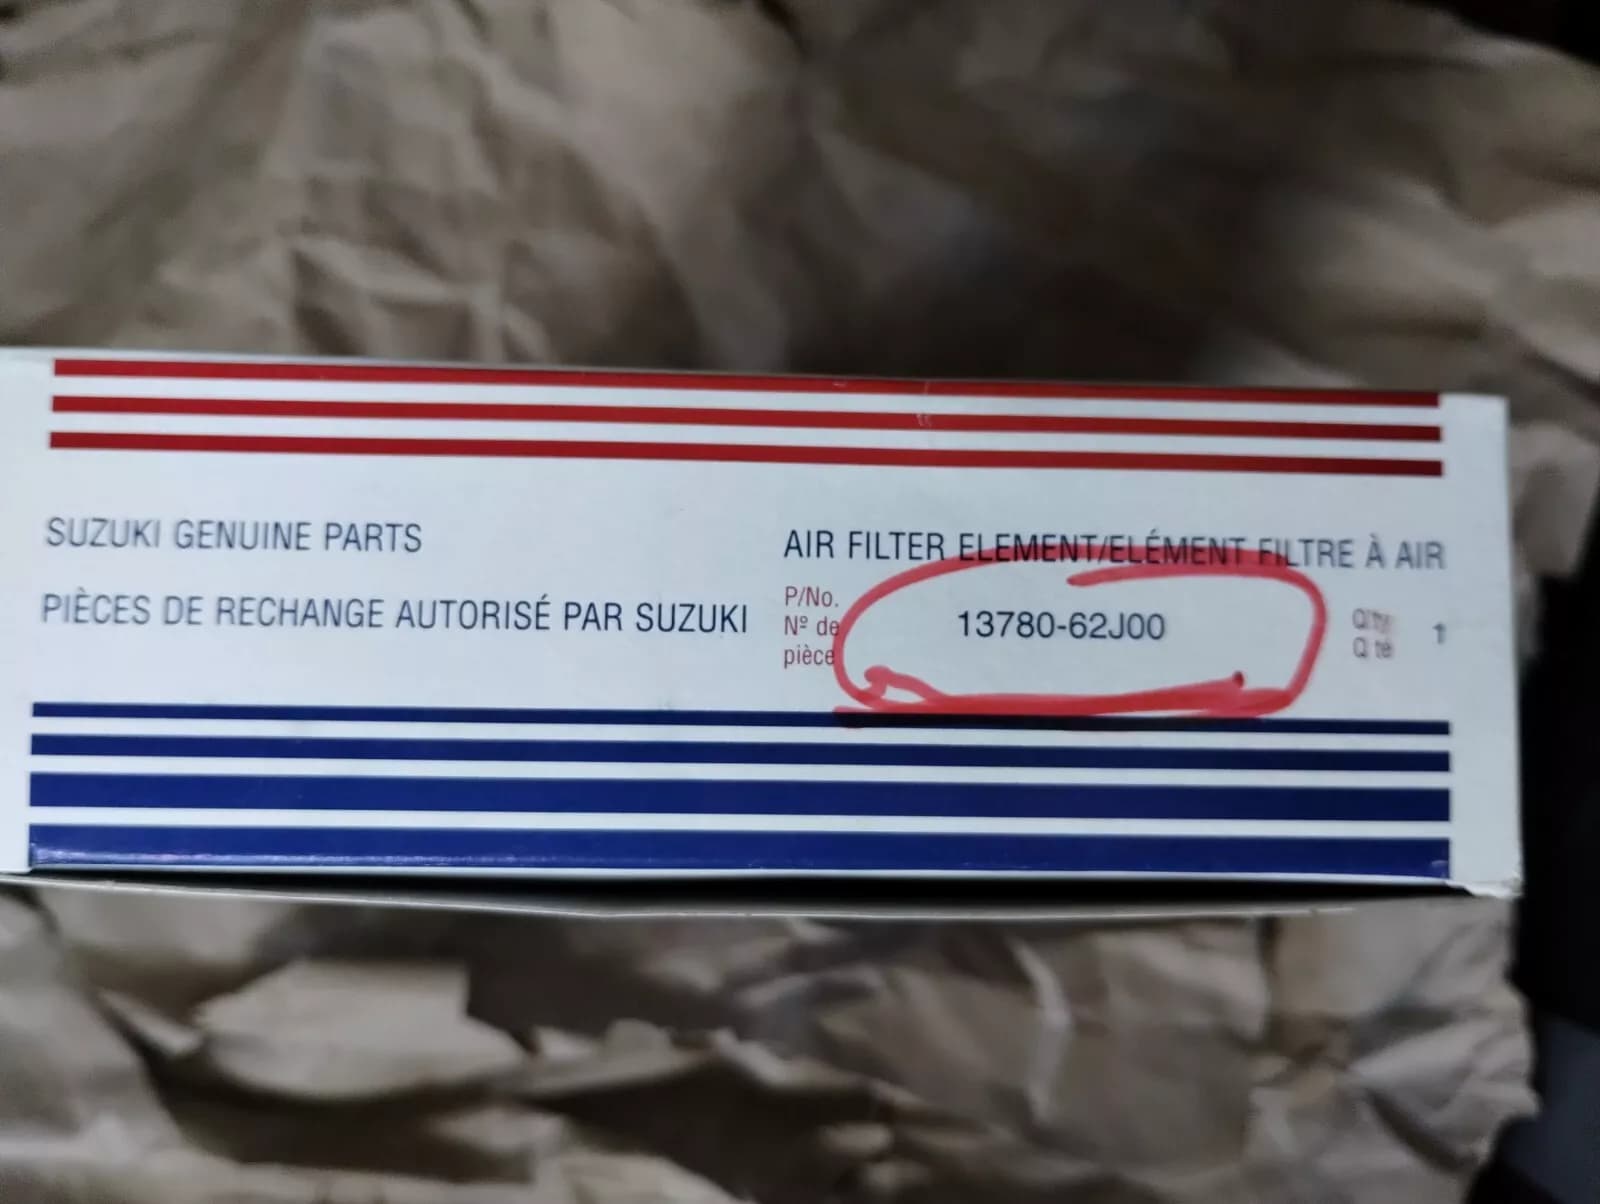 SUZUKI GENUINE PARTS
PIÈCES DE RECHANGE AUTORISÉ PAR SUZUKI
AIR FILTER ELEMENT/ELÉMENT FILTRE À AIR
P/No.
Nº de
pièce
13780-62J00
Q'ty
Q té
1